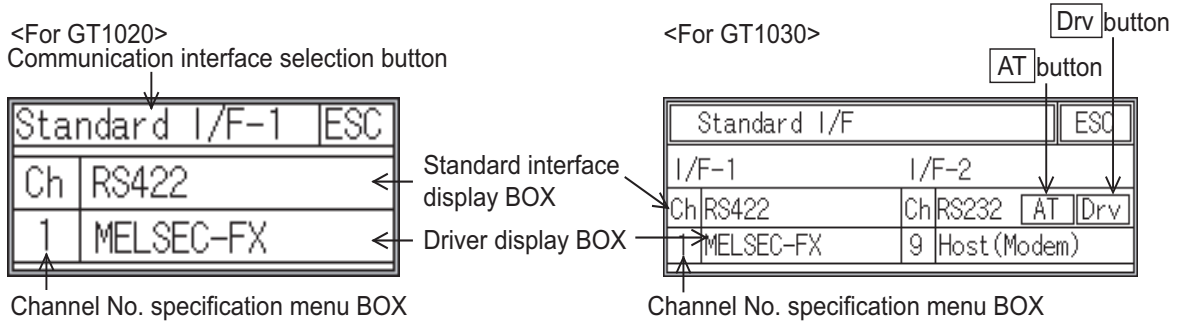 <For GT1020>
Communication interface selection button
Standard I/F-1 ESC
Ch RS422
1 MELSEC-FX
Channel No. specification menu BOX
Standard interface
display BOX
Driver display BOX
<For GT1030>
Drv button
AT button
Standard I/F ESC
I/F-1 I/F-2
Ch RS422 Ch RS232 AT Drv
1 MELSEC-FX 9 Host(Modem)
Channel No. specification menu BOX